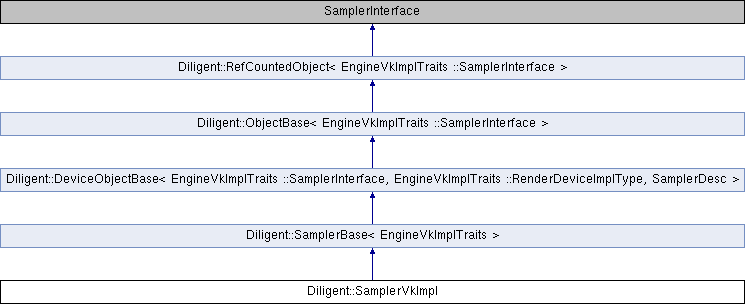 SamplerInterface
Diligent::RefCountedObject< EngineVkImplTraits ::SamplerInterface >
Diligent::ObjectBase< EngineVkImplTraits ::SamplerInterface >
Diligent::DeviceObjectBase< EngineVkImplTraits ::SamplerInterface, EngineVkImplTraits ::RenderDeviceImplType, SamplerDesc >
Diligent::SamplerBase< EngineVkImplTraits >
Diligent::SamplerVkImpl